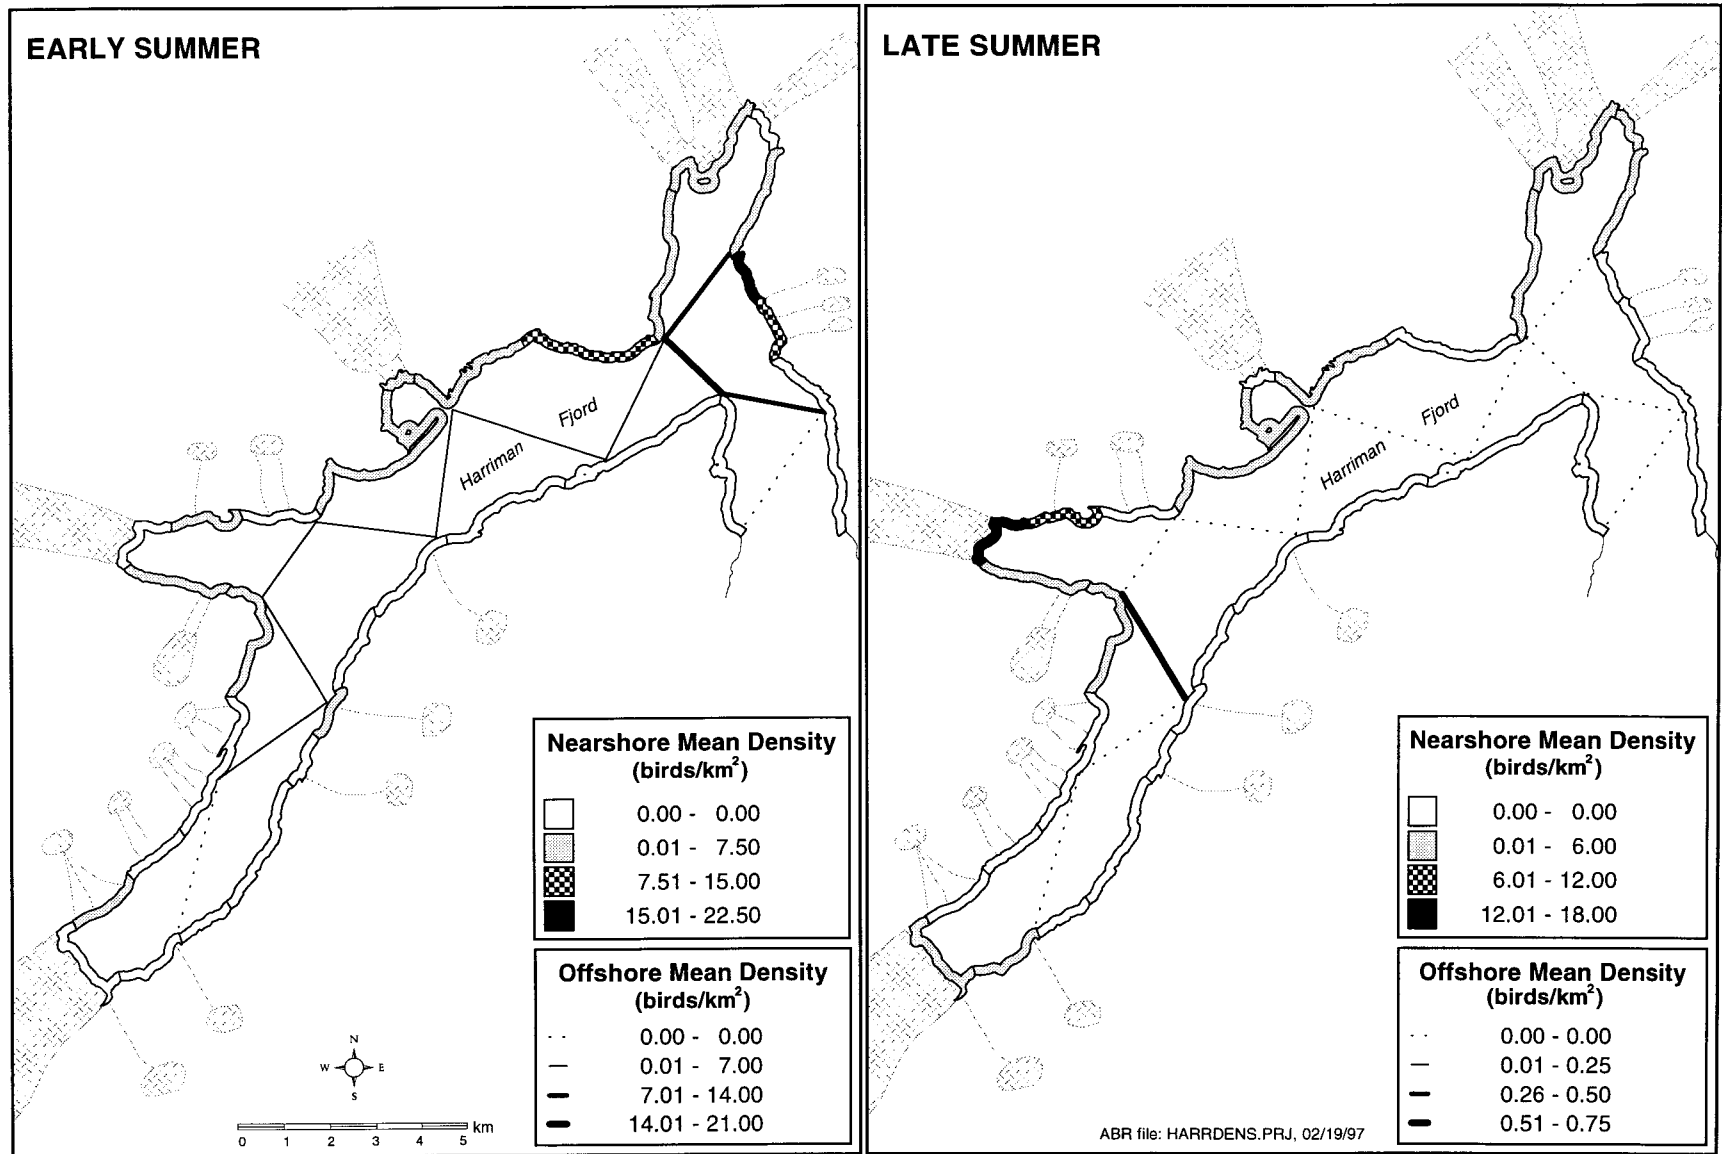 EARLY SUMMER
Harriman Fjord
Nearshore Mean Density
(birds/km²)
0.00 - 0.00
0.01 - 7.50
7.51 - 15.00
15.01 - 22.50
Offshore Mean Density
(birds/km²)
0.00 - 0.00
0.01 - 7.00
7.01 - 14.00
14.01 - 21.00
N
W E
S
0 1 2 3 4 5 km
LATE SUMMER
Harriman Fjord
Nearshore Mean Density
(birds/km²)
0.00 - 0.00
0.01 - 6.00
6.01 - 12.00
12.01 - 18.00
Offshore Mean Density
(birds/km²)
0.00 - 0.00
0.01 - 0.25
0.26 - 0.50
0.51 - 0.75
ABR file: HARRDENS.PRJ, 02/19/97